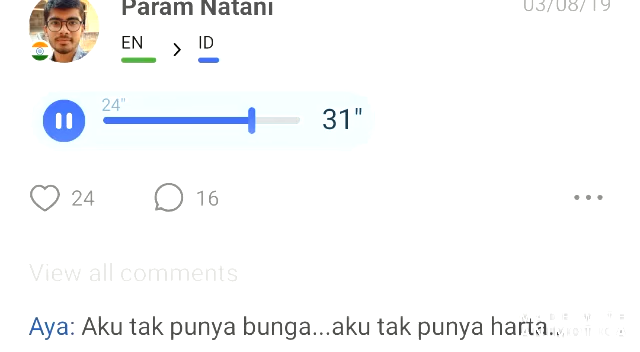 Param Natani
03/08/19
EN > ID
24"
31"
24
16
View all comments
Aya: Aku tak punya bunga...aku tak punya harta..